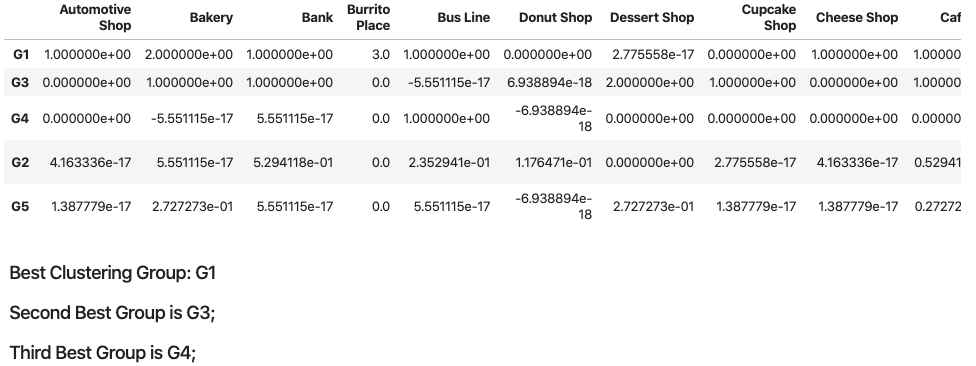 Automotive Shop Bakery Bank Burrito Place Bus Line Donut Shop Dessert Shop Cupcake Shop Cheese Shop Caf
G1 1.000000e+00 2.000000e+00 1.000000e+00 3.0 1.000000e+00 0.000000e+00 2.775558e-17 0.000000e+00 1.000000e+00 1.00000
G3 0.000000e+00 1.000000e+00 1.000000e+00 0.0 -5.551115e-17 6.938894e-18 2.000000e+00 1.000000e+00 0.000000e+00 1.00000
G4 0.000000e+00 -5.551115e-17 5.551115e-17 0.0 1.000000e+00 -6.938894e-18 0.000000e+00 0.000000e+00 0.000000e+00 0.00000
G2 4.163336e-17 5.551115e-17 5.294118e-01 0.0 2.352941e-01 1.176471e-01 0.000000e+00 2.775558e-17 4.163336e-17 0.52941
G5 1.387779e-17 2.727273e-01 5.551115e-17 0.0 5.551115e-17 -6.938894e-18 2.727273e-01 1.387779e-17 1.387779e-17 0.27272
Best Clustering Group: G1
Second Best Group is G3;
Third Best Group is G4;